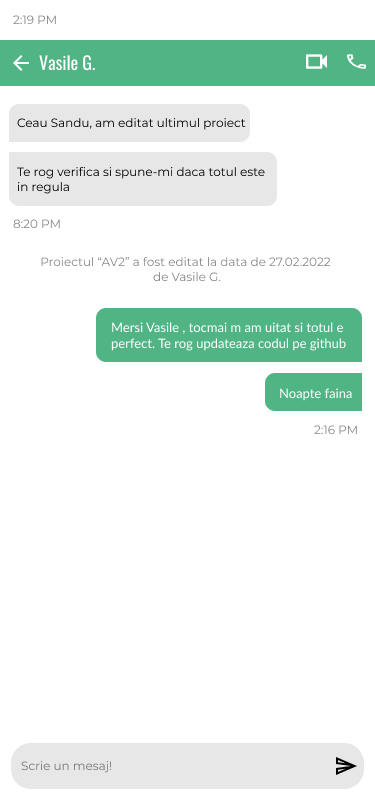 2:19 PM
Vasile G.
Ceau Sandu, am editat ultimul proiect
Te rog verifica si spune-mi daca totul este
in regula
8:20 PM
Proiectul “AV2” a fost editat la data de 27.02.2022
de Vasile G.
Mersi Vasile , tocmai m am uitat si totul e
perfect. Te rog updateaza codul pe github
Noapte faina
2:16 PM
Scrie un mesaj!